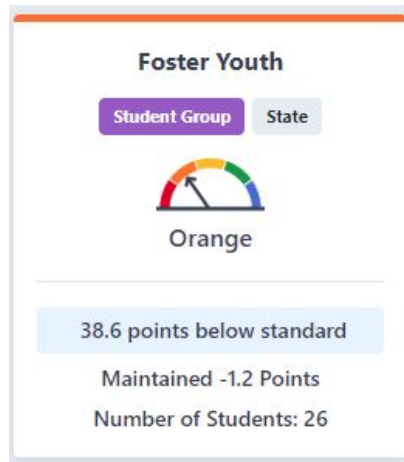 Foster Youth
Student Group State
Orange
38.6 points below standard
Maintained -1.2 Points
Number of Students: 26